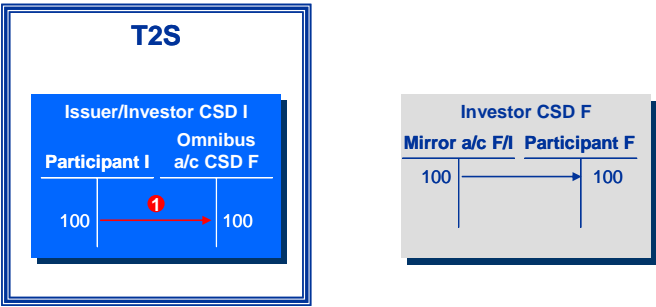 T2S
Issuer/Investor CSD I
Participant I
Omnibus
a/c CSD F
1
100
100
Investor CSD F
Mirror a/c F/I
Participant F
100
100